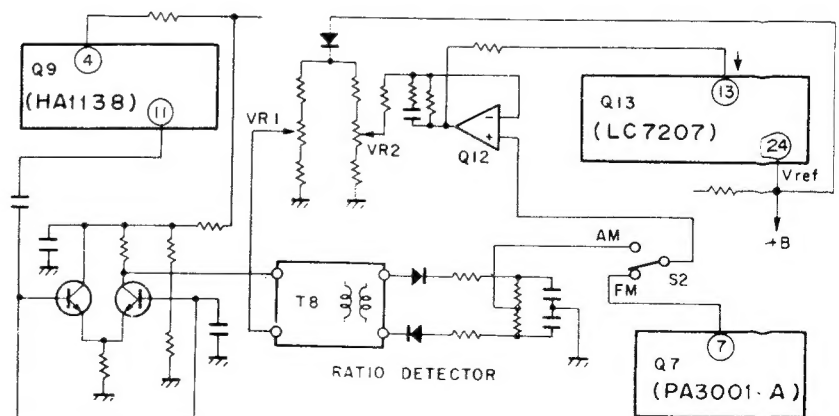 4
Q9
(HA1138)
11
VR1
VR2
Q12
-
+
13
Q13
(LC7207)
24
Vref
+B
AM
FM
S2
T8
RATIO DETECTOR
7
Q7
(PA3001-A)